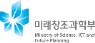 미래창조과학부
Ministry of Science, ICT and
Future Planning